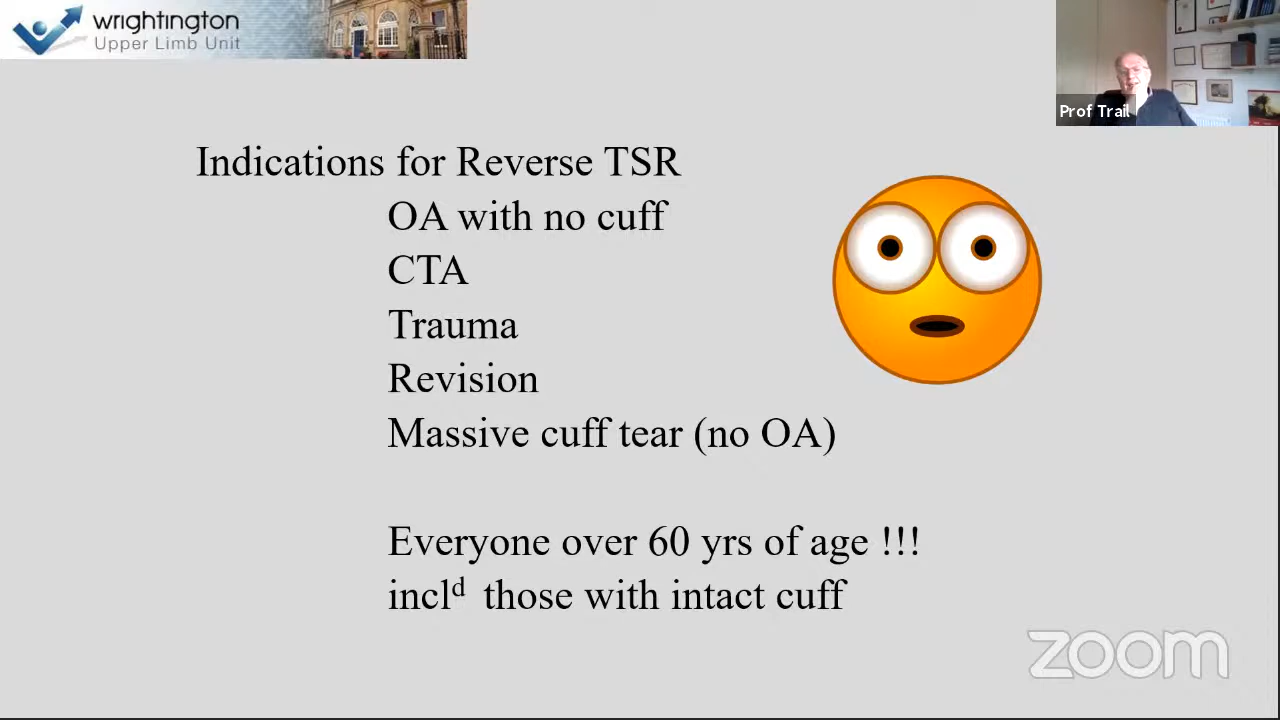 wrightington
Upper Limb Unit
Prof Trail
Indications for Reverse TSR
OA with no cuff
CTA
Trauma
Revision
Massive cuff tear (no OA)
Everyone over 60 yrs of age !!!
inclᵈ those with intact cuff
zoom